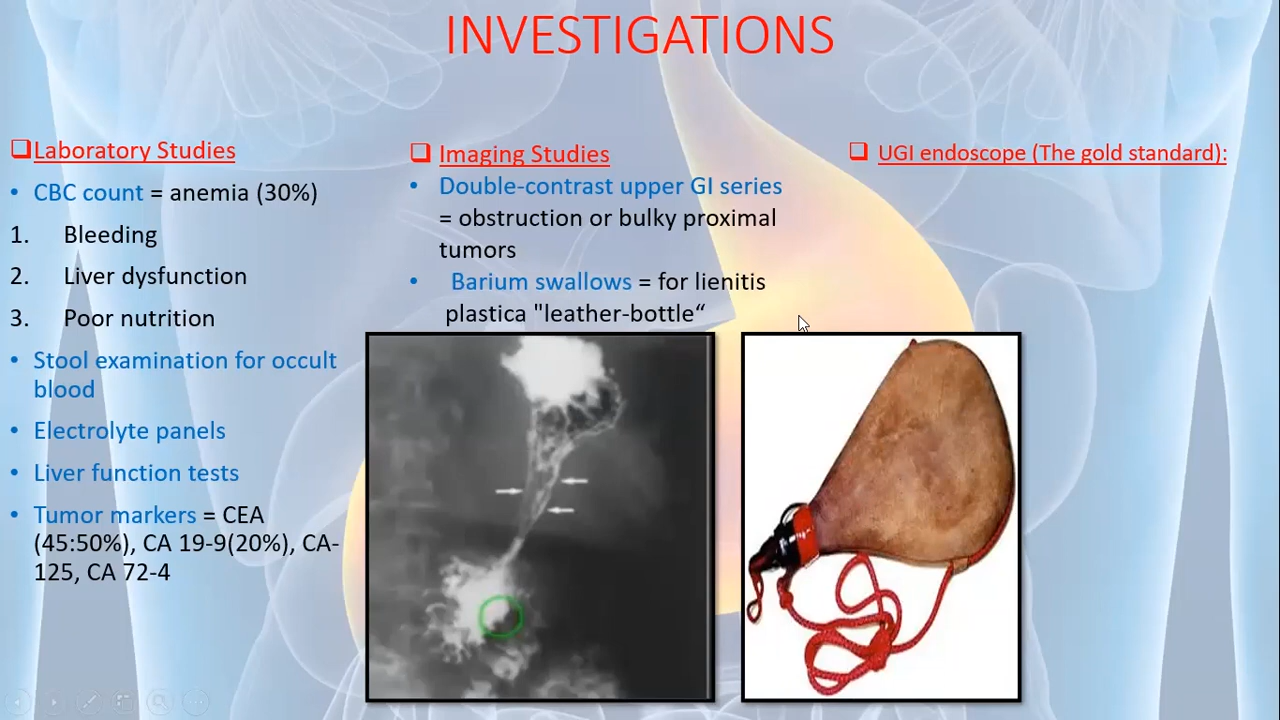 INVESTIGATIONS
❑Laboratory Studies
• CBC count = anemia (30%)
1. Bleeding
2. Liver dysfunction
3. Poor nutrition
• Stool examination for occult
blood
• Electrolyte panels
• Liver function tests
• Tumor markers = CEA
(45:50%), CA 19-9(20%), CA-
125, CA 72-4
❑ Imaging Studies
• Double-contrast upper GI series
= obstruction or bulky proximal
tumors
• Barium swallows = for lienitis
plastica "leather-bottle“
❑ UGI endoscope (The gold standard):